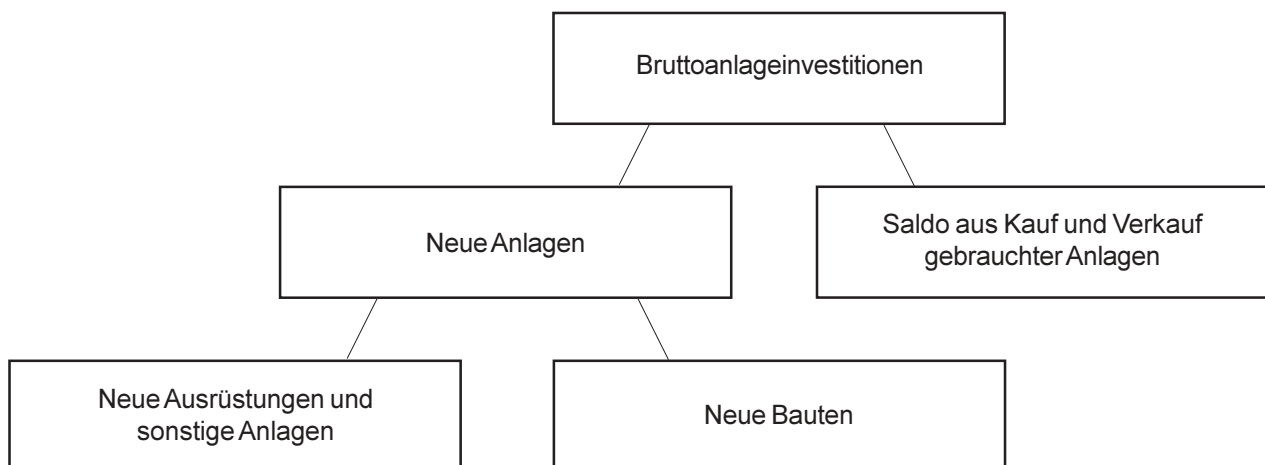 Bruttoanlageinvestitionen
Neue Anlagen
Saldo aus Kauf und Verkauf
gebrauchter Anlagen
Neue Ausrüstungen und
sonstige Anlagen
Neue Bauten